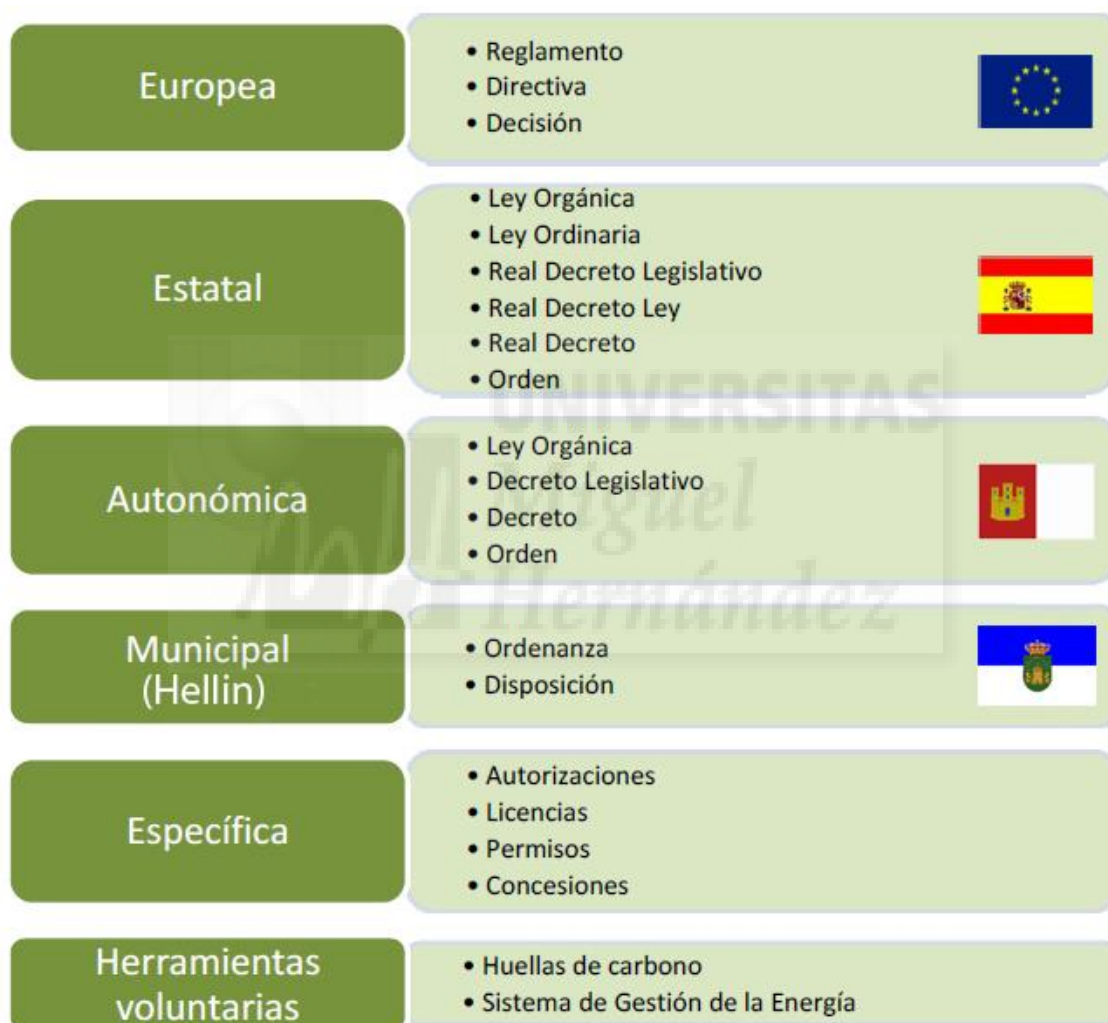 Europea
• Reglamento
• Directiva
• Decisión
Estatal
• Ley Orgánica
• Ley Ordinaria
• Real Decreto Legislativo
• Real Decreto Ley
• Real Decreto
• Orden
Autonómica
• Ley Orgánica
• Decreto Legislativo
• Decreto
• Orden
Municipal
(Hellin)
• Ordenanza
• Disposición
Específica
• Autorizaciones
• Licencias
• Permisos
• Concesiones
Herramientas
voluntarias
• Huellas de carbono
• Sistema de Gestión de la Energía
UNIVERSITAS
Miguel
Hernández